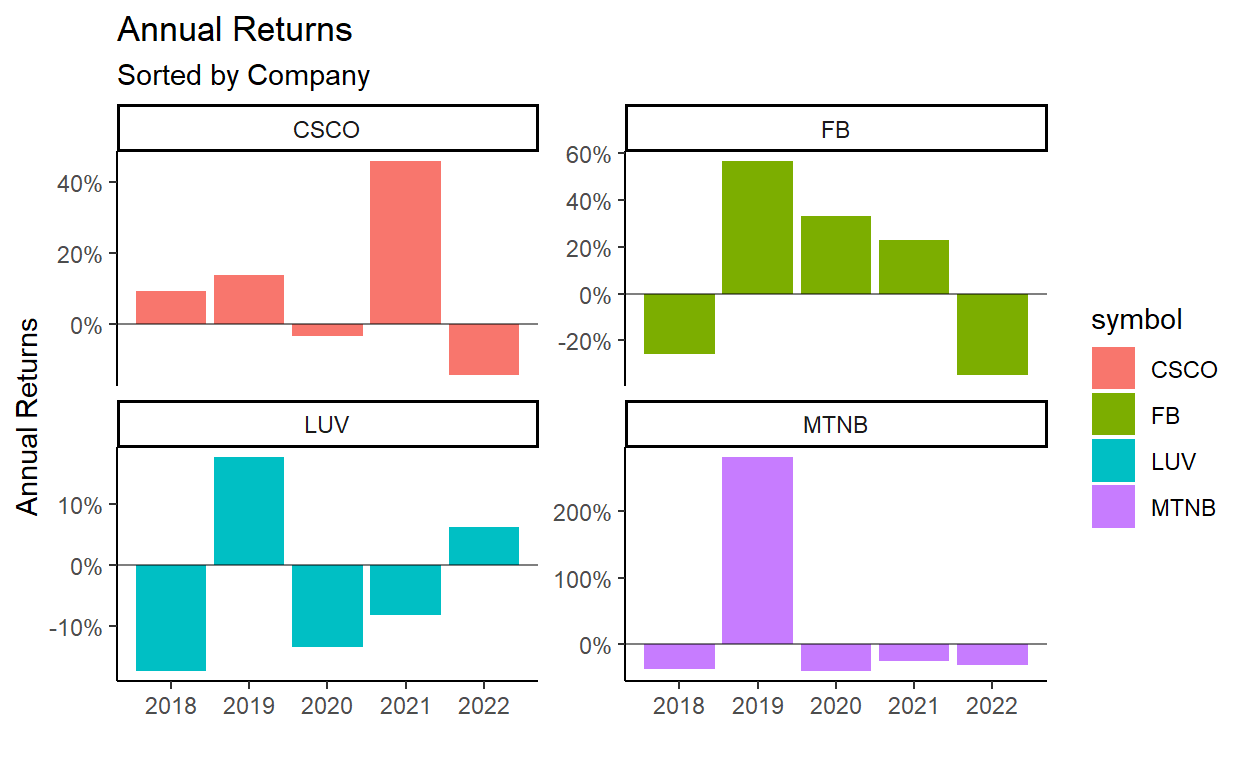 Annual Returns
Sorted by Company
CSCO
FB
40%
20%
0%
60%
40%
20%
0%
-20%
Annual Returns
LUV
MTNB
10%
0%
-10%
200%
100%
0%
2018 2019 2020 2021 2022
2018 2019 2020 2021 2022
symbol
CSCO
FB
LUV
MTNB